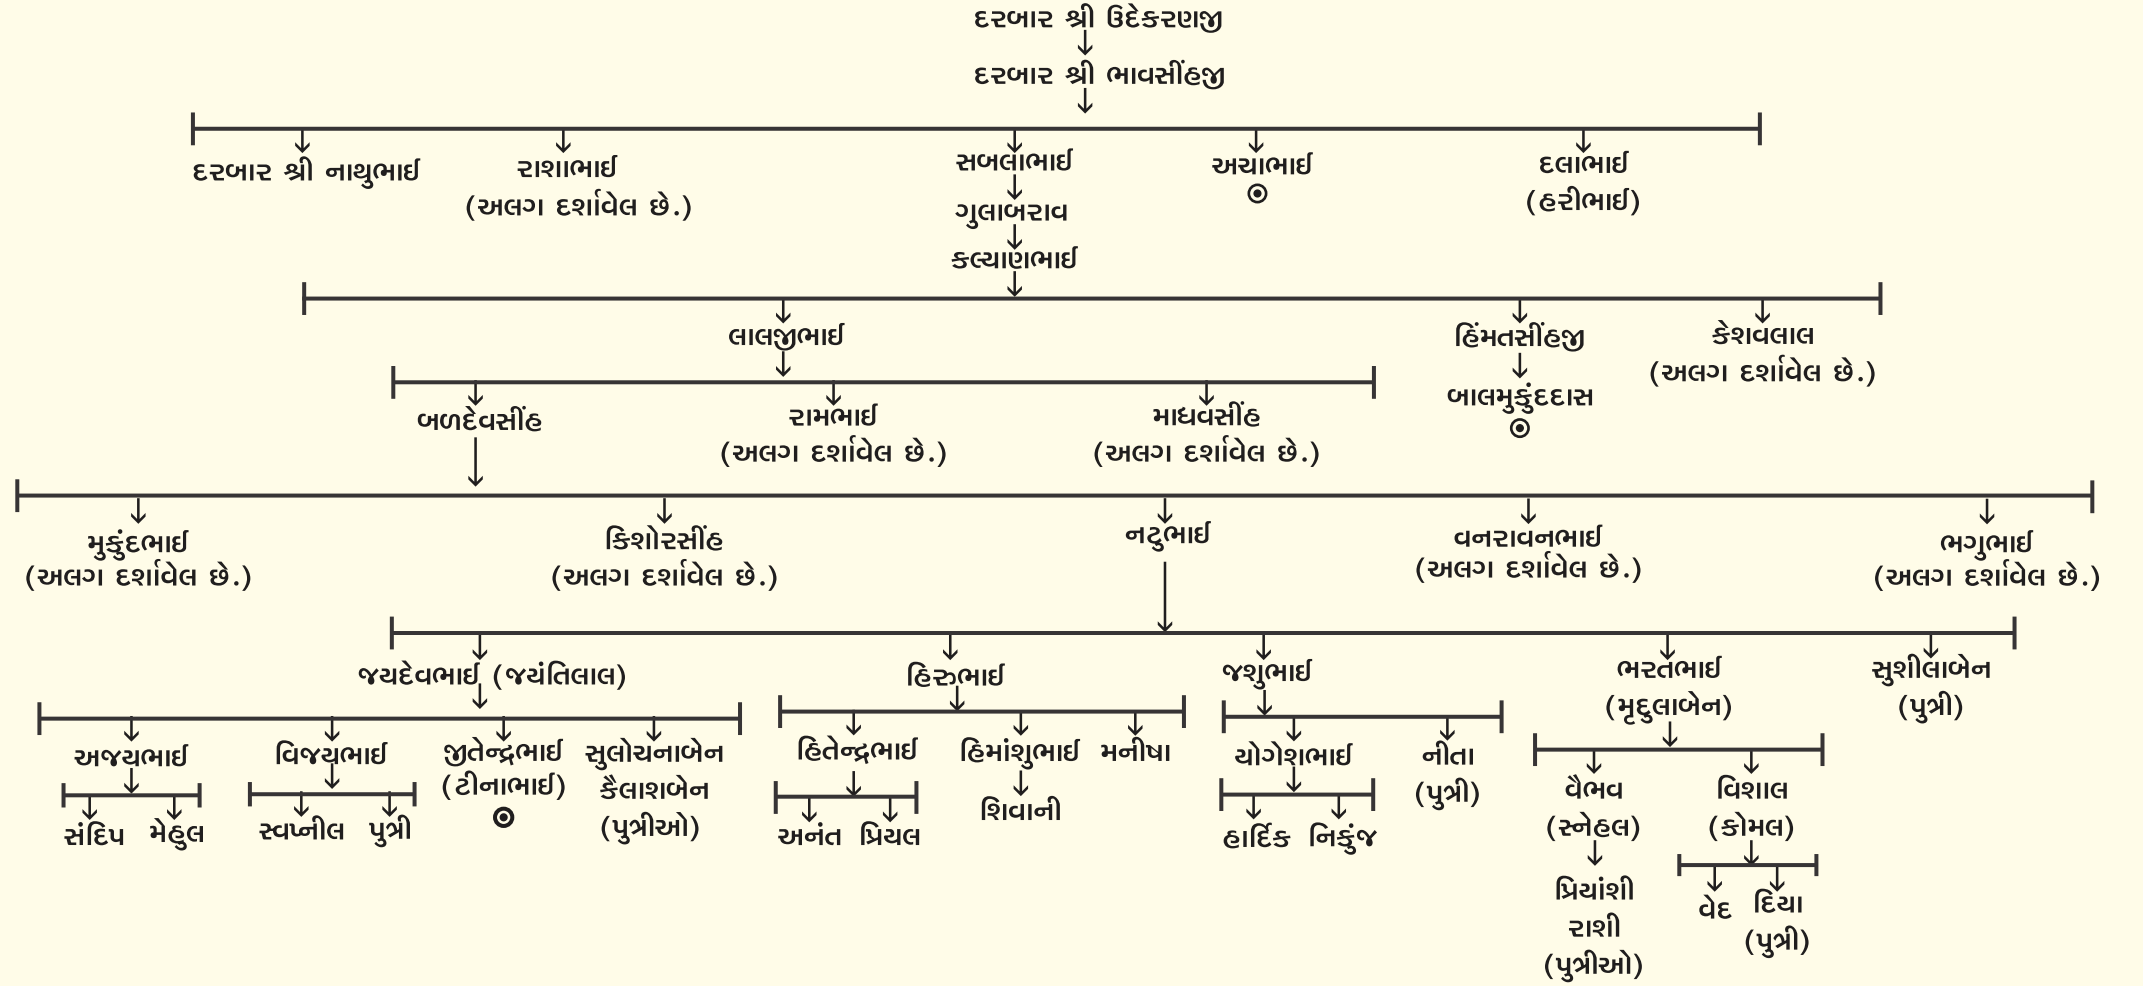 દરબાર શ્રી ઉદેકરણજી
દરબાર શ્રી ભાવસીંહજી
દરબાર શ્રી નાથુભાઈ
રાશાભાઈ
(અલગ દર્શાવેલ છે.)
સબલાભાઈ
અચાભાઈ
દલાભાઈ
(હરીભાઈ)
ગુલાબરાવ
કલ્યાણભાઈ
લાલજીભાઈ
હિંમતસીંહજી
કેશવલાલ
(અલગ દર્શાવેલ છે.)
બાલમુકુંદદાસ
બળદેવસીંહ
રામભાઈ
(અલગ દર્શાવેલ છે.)
માધવસીંહ
(અલગ દર્શાવેલ છે.)
મુકુંદભાઈ
(અલગ દર્શાવેલ છે.)
કિશોરસીંહ
(અલગ દર્શાવેલ છે.)
નટુભાઈ
વનરાવનભાઈ
(અલગ દર્શાવેલ છે.)
ભગુભાઈ
(અલગ દર્શાવેલ છે.)
જયદેવભાઈ (જયંતિલાલ)
હિરુભાઈ
જશુભાઈ
ભરતભાઈ
(મૃદુલાબેન)
સુશીલાબેન
(પુત્રી)
અજયભાઈ
વિજયભાઈ
જીતેન્દ્રભાઈ
(ટીનાભાઈ)
સુલોચનાબેન
કૈલાશબેન
(પુત્રીઓ)
હિતેન્દ્રભાઈ
હિમાંશુભાઈ
મનીષા
યોગેશભાઈ
નીતા
(પુત્રી)
વૈભવ
(સ્નેહલ)
વિશાલ
(કોમલ)
સંદિપ
મેહુલ
સ્વપ્નીલ
પુત્રી
અનંત
પ્રિયલ
શિવાની
હાર્દિક
નિકુંજ
પ્રિયાંશી
રાશી
(પુત્રીઓ)
વેદ
દિયા
(પુત્રી)